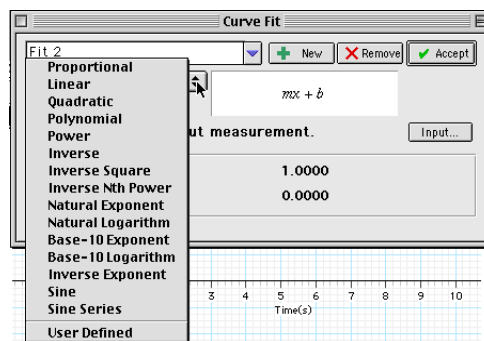 Curve Fit
Fit 2
New
Remove
Accept
Proportional
Linear
Quadratic
Polynomial
Power
Inverse
Inverse Square
Inverse Nth Power
Natural Exponent
Natural Logarithm
Base-10 Exponent
Base-10 Logarithm
Inverse Exponent
Sine
Sine Series
User Defined
mx + b
ut measurement.
Input...
1.0000
0.0000
3 4 5 6 7 8 9 10
Time(s)